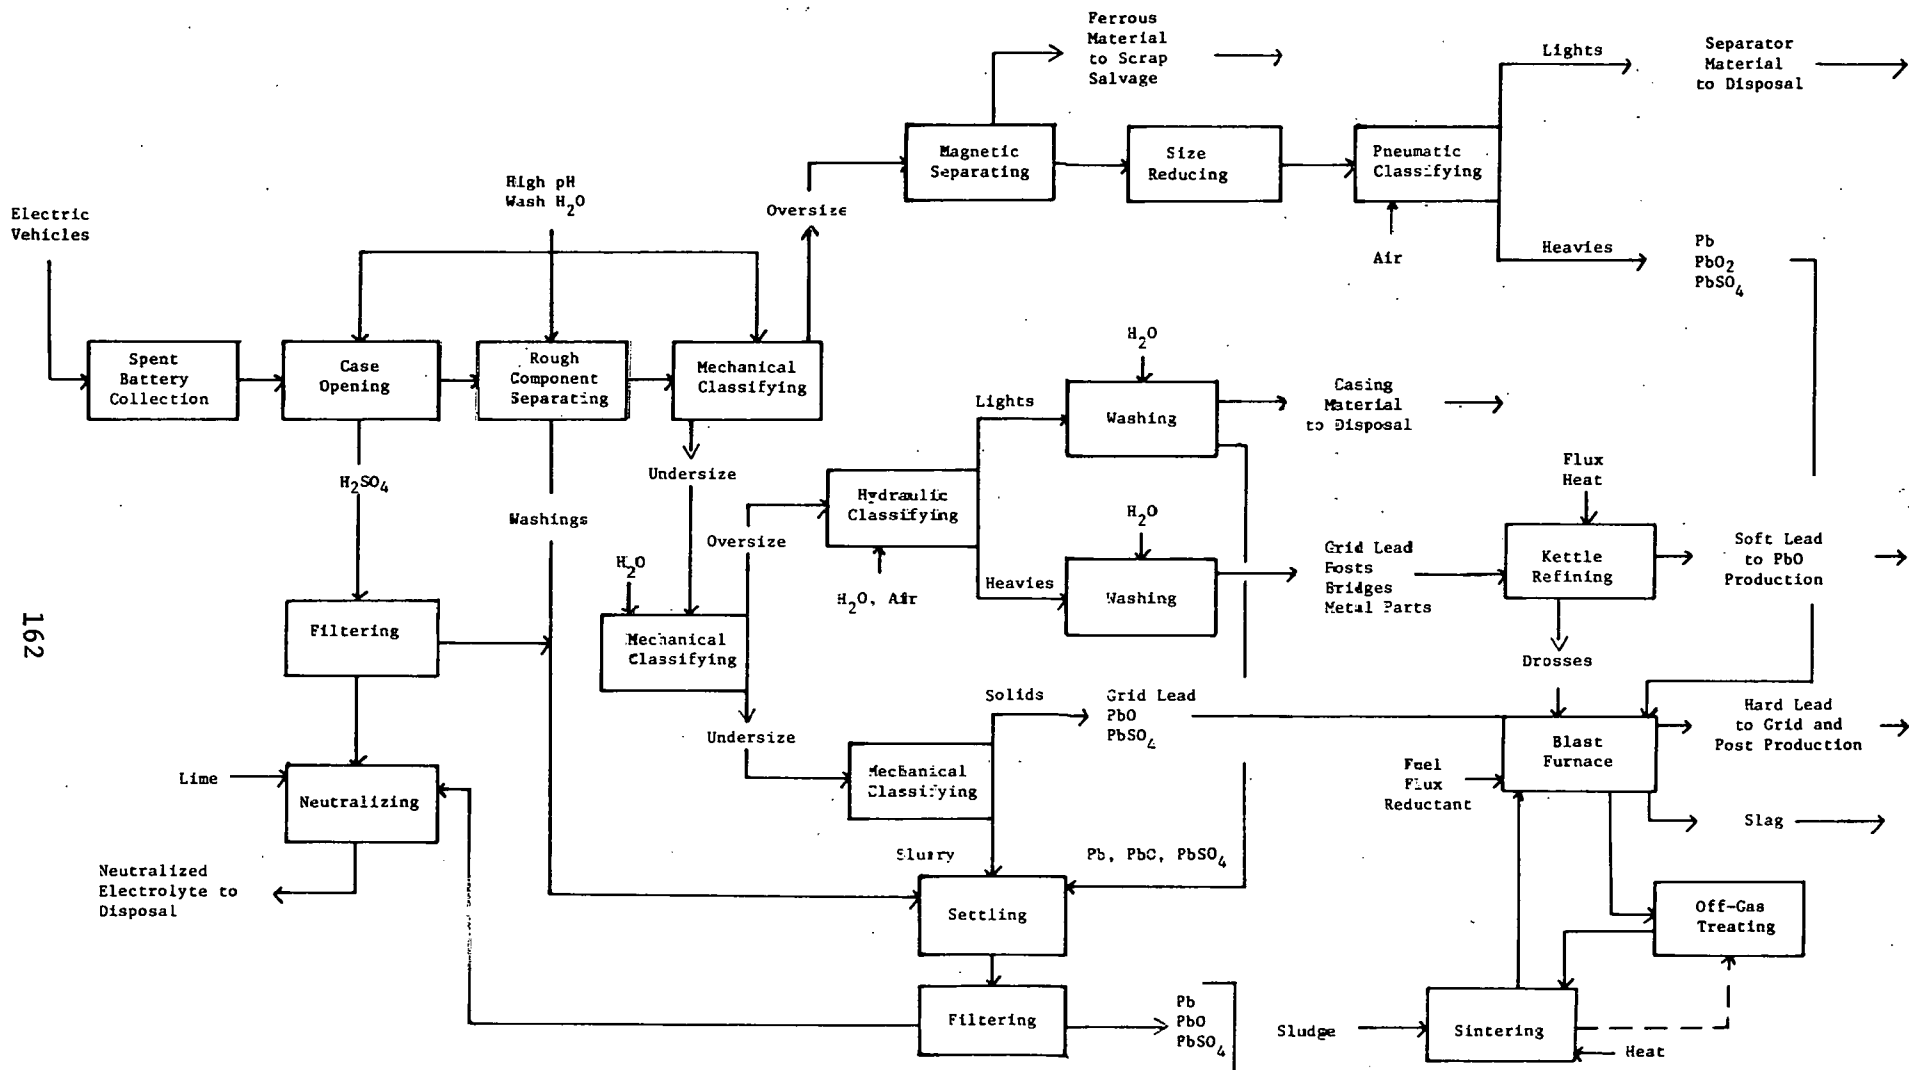 Ferrous
Material
to Scrap
Salvage
Lights
Separator
Material
to Disposal
Magnetic
Separating
Size
Reducing
Pneumatic
Classifying
High pH
Wash H2O
Oversize
Electric
Vehicles
Air
Heavies
Pb
PbO2
PbSO4
Spent
Battery
Collection
Case
Opening
Rough
Component
Separating
Mechanical
Classifying
H2O
Lights
Washing
Casing
Material
to Disposal
H2SO4
Undersize
Washings
Oversize
Hydraulic
Classifying
H2O
Flux
Heat
H2O
Heavies
H2O, Air
Washing
Grid Lead
Posts
Bridges
Metal Parts
Kettle
Refining
Soft Lead
to PbO
Production
162
Filtering
Mechanical
Classifying
Drosses
Undersize
Solids
Grid Lead
PbO
PbSO4
Hard Lead
to Grid and
Post Production
Lime
Neutralizing
Mechanical
Classifying
Fuel
Flux
Reductant
Blast
Furnace
Slag
Neutralized
Electrolyte to
Disposal
Slurry
Pb, PbO, PbSO4
Settling
Off-Gas
Treating
Filtering
Pb
PbO
PbSO4
Sludge
Sintering
Heat